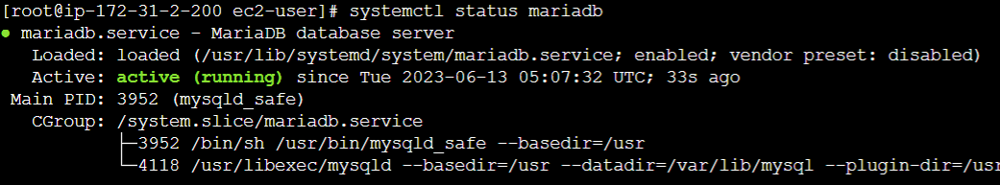 [root@ip-172-31-2-200 ec2-user]# systemctl status mariadb
● mariadb.service - MariaDB database server
Loaded: loaded (/usr/lib/systemd/system/mariadb.service; enabled; vendor preset: disabled)
Active: active (running) since Tue 2023-06-13 05:07:32 UTC; 33s ago
Main PID: 3952 (mysqld_safe)
CGroup: /system.slice/mariadb.service
├─3952 /bin/sh /usr/bin/mysqld_safe --basedir=/usr
└─4118 /usr/libexec/mysqld --basedir=/usr --datadir=/var/lib/mysql --plugin-dir=/usr